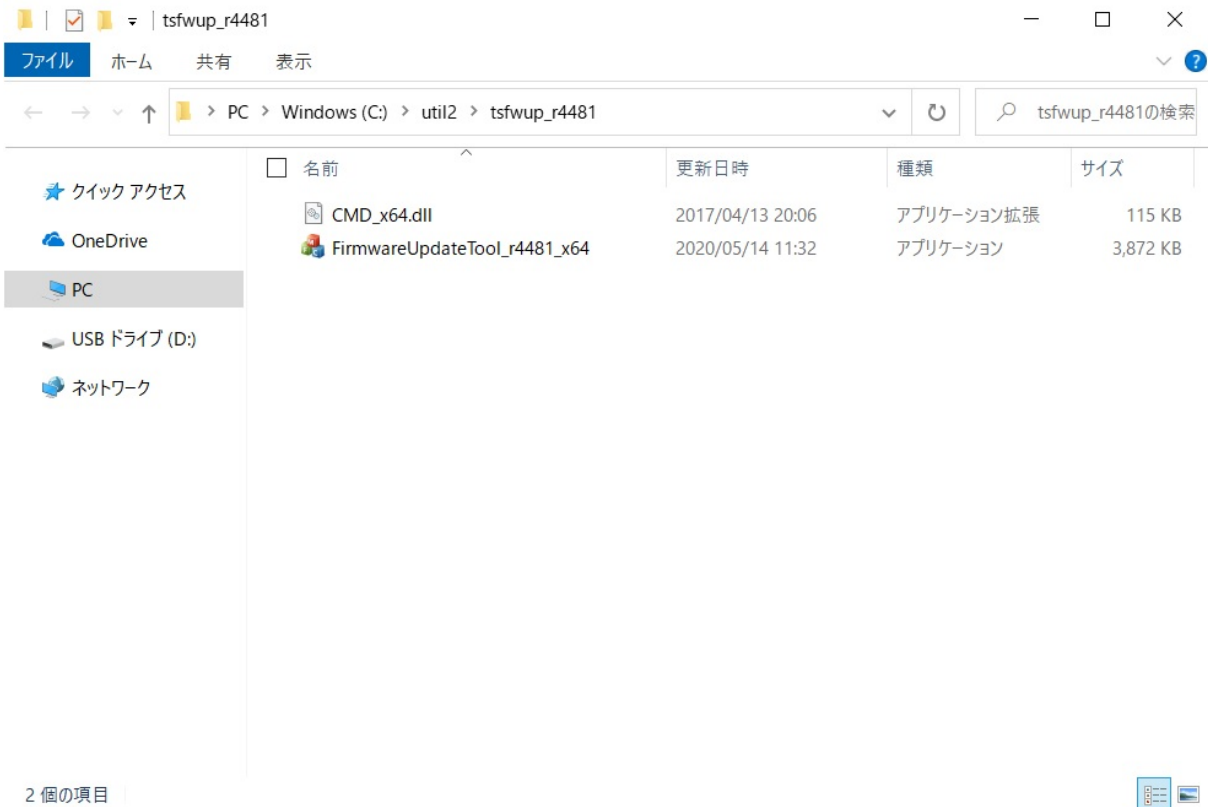 tsfwup_r4481
ファイル ホーム 共有 表示
PC > Windows (C:) > util2 > tsfwup_r4481
tsfwup_r4481の検索
名前 更新日時 種類 サイズ
クイック アクセス
CMD_x64.dll 2017/04/13 20:06 アプリケーション拡張 115 KB
OneDrive
FirmwareUpdateTool_r4481_x64 2020/05/14 11:32 アプリケーション 3,872 KB
PC
USB ドライブ (D:)
ネットワーク
2 個の項目